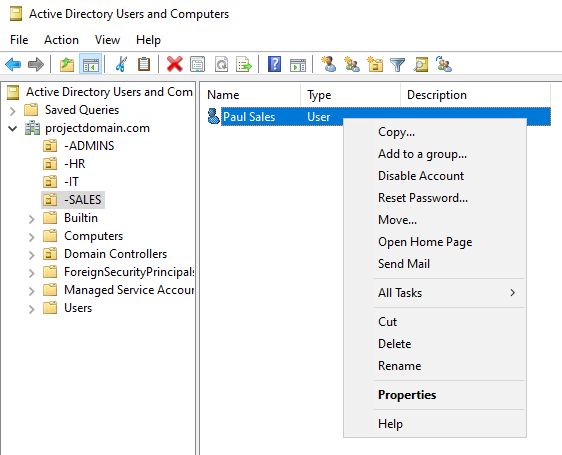 Active Directory Users and Computers
File Action View Help
Active Directory Users and Com
Saved Queries
projectdomain.com
-ADMINS
-HR
-IT
-SALES
Builtin
Computers
Domain Controllers
ForeignSecurityPrincipals
Managed Service Accour
Users
Name Type Description
Paul Sales User
Copy...
Add to a group...
Disable Account
Reset Password...
Move...
Open Home Page
Send Mail
All Tasks
Cut
Delete
Rename
Properties
Help